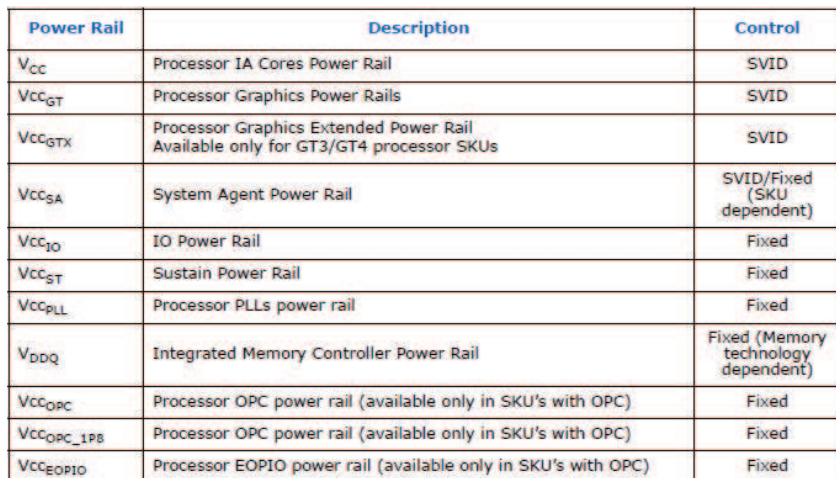 Power Rail Description Control
VCC Processor IA Cores Power Rail SVID
VccGT Processor Graphics Power Rails SVID
VccGTX Processor Graphics Extended Power Rail
Available only for GT3/GT4 processor SKUs SVID
VccSA System Agent Power Rail SVID/Fixed
(SKU
dependent)
VccIO IO Power Rail Fixed
VccST Sustain Power Rail Fixed
VccPLL Processor PLLs power rail Fixed
VDDQ Integrated Memory Controller Power Rail Fixed (Memory
technology
dependent)
VccOPC Processor OPC power rail (available only in SKU's with OPC) Fixed
VccOPC_1P8 Processor OPC power rail (available only in SKU's with OPC) Fixed
VccEOPIO Processor EOPIO power rail (available only in SKU's with OPC) Fixed